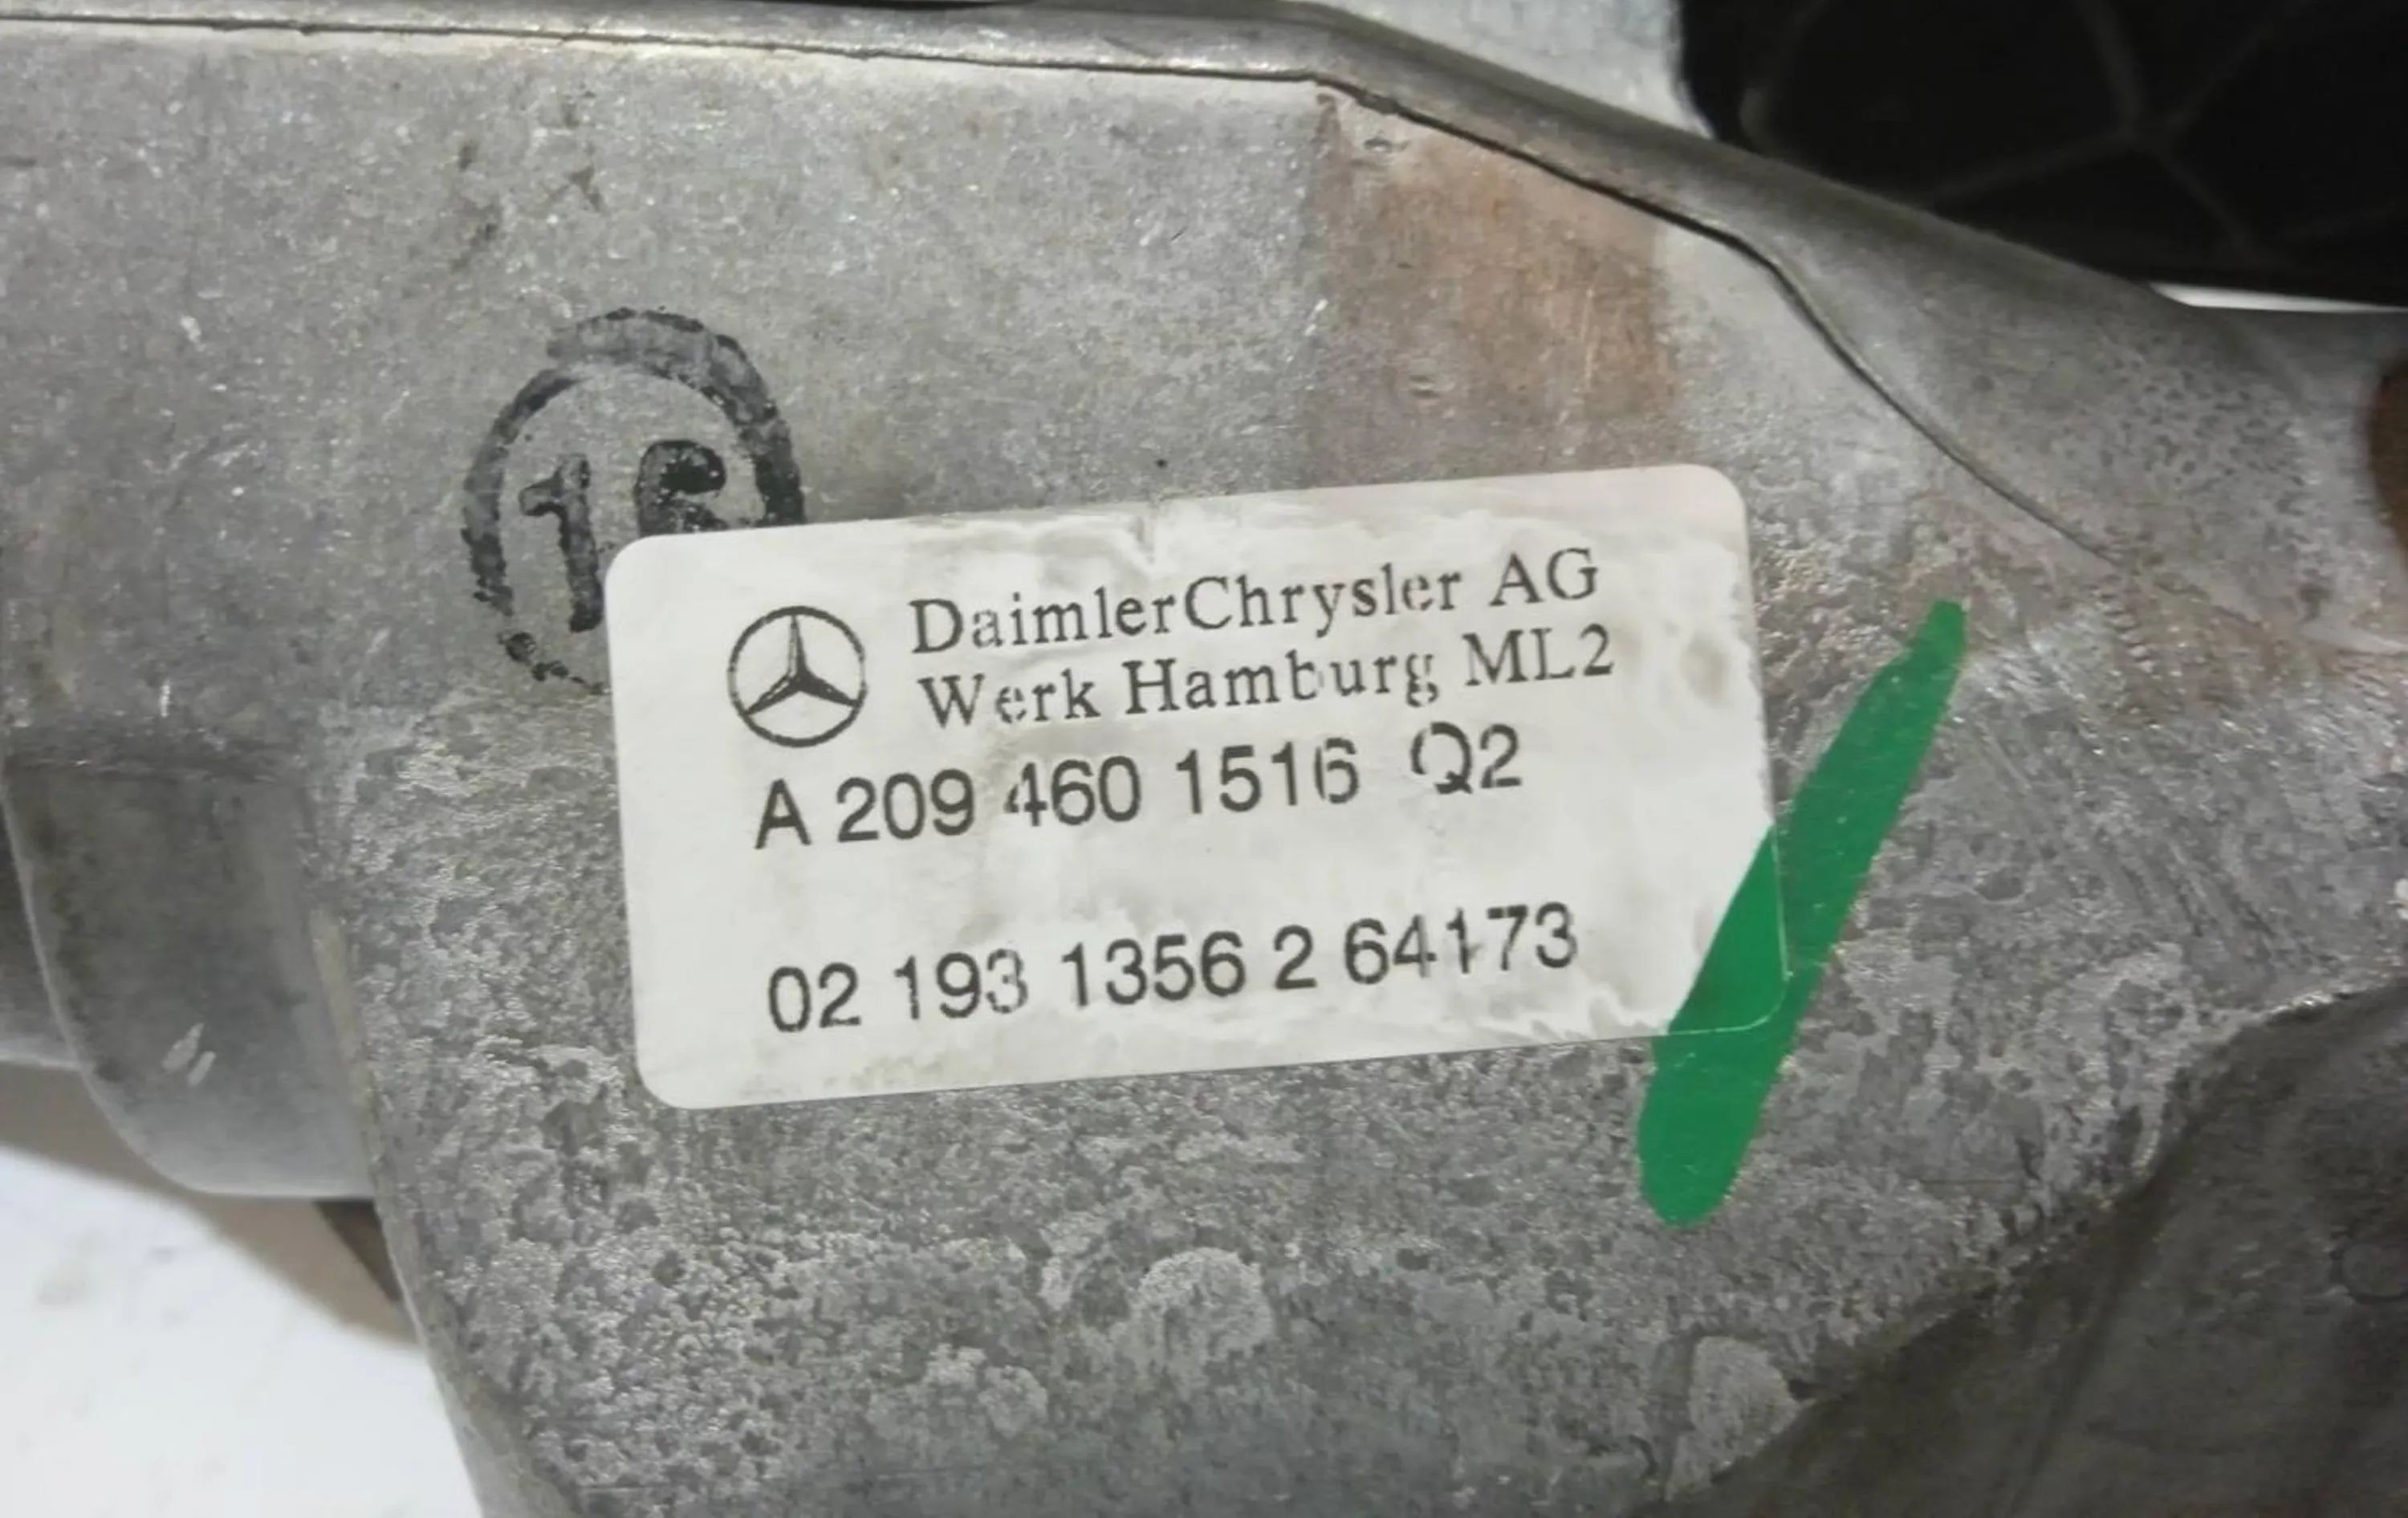 16
DaimlerChrysler AG
Werk Hamburg ML2
A 209 460 1516 Q2
02 193 1356 2 64173